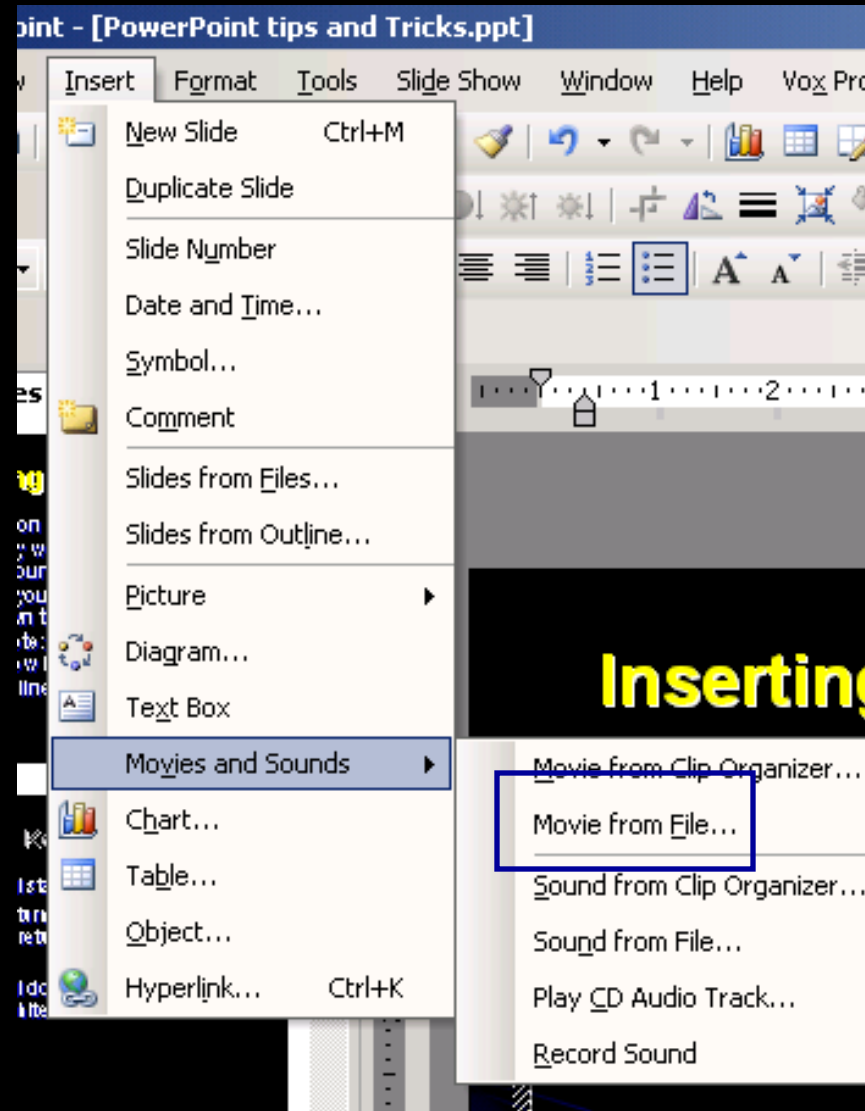 oint - [PowerPoint tips and Tricks.ppt]
Insert Format Tools Slide Show Window Help Vox Pro
New Slide Ctrl+M
Duplicate Slide
Slide Number
Date and Time...
Symbol...
Comment
Slides from Files...
Slides from Outline...
Picture
Diagram...
Text Box
Movies and Sounds
Chart...
Table...
Object...
Hyperlink... Ctrl+K
1 2
Inserting
Movie from Clip Organizer...
Movie from File...
Sound from Clip Organizer...
Sound from File...
Play CD Audio Track...
Record Sound